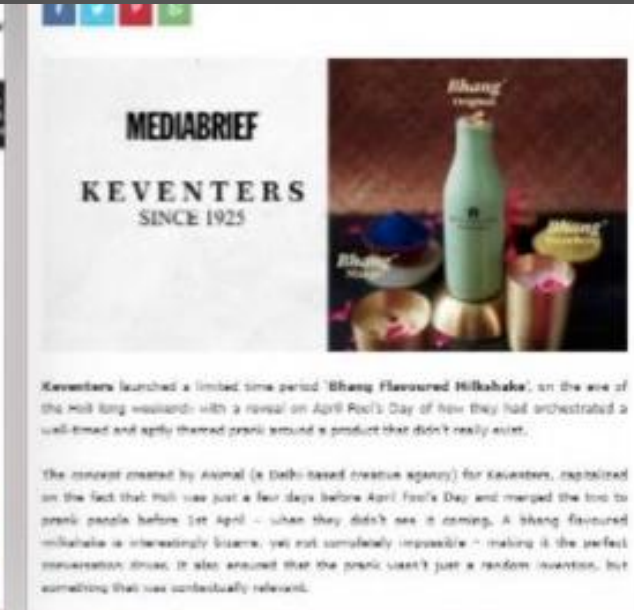 Bhang
Original
MEDIABRIEF
KEVENTERS
SINCE 1925
Bhang
Bhang
Keventers launched a limited time period 'Bhang Flavoured Milkshake', on the eve of
the Holi long weekend; with a reveal on April Fool's Day of how they had orchestrated a
well-timed and aptly themed prank around a product that didn't really exist.
The concept created by Animal (a Delhi-based creative agency) for Keventers, capitalized
on the fact that Holi was just a few days before April Fool's Day and merged the two to
prank people before 1st April – when they didn't see it coming. A bhang flavoured
milkshake is interestingly bizarre, yet not completely impossible – making it the perfect
conversation driver. It also ensured that the prank wasn't just a random invention, but
something that was contextually relevant.